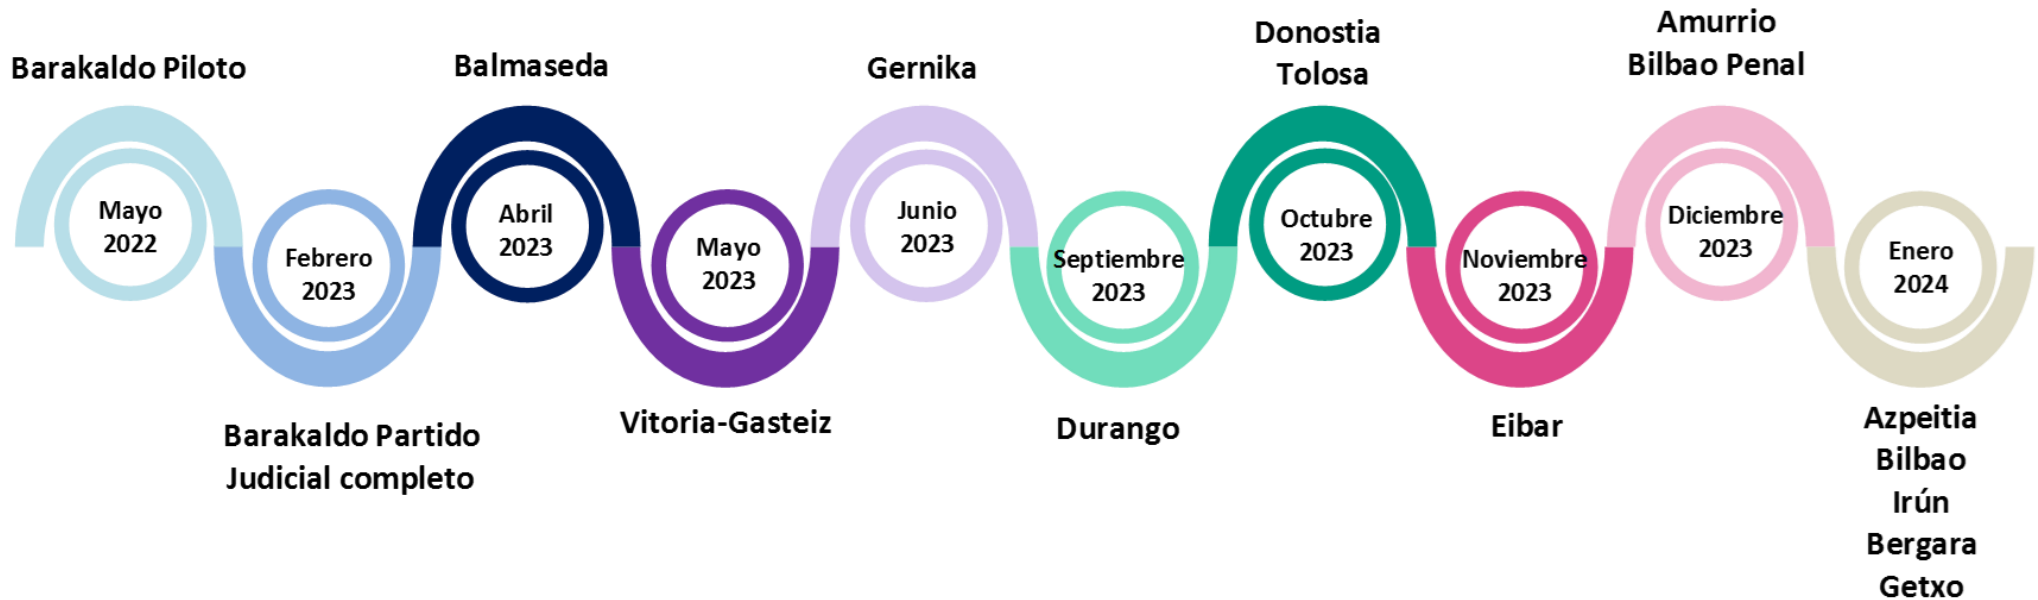 Barakaldo Piloto
Mayo
2022
Febrero
2023
Barakaldo Partido
Judicial completo
Balmaseda
Abril
2023
Mayo
2023
Vitoria-Gasteiz
Gernika
Junio
2023
Septiembre
2023
Durango
Donostia
Tolosa
Octubre
2023
Noviembre
2023
Eibar
Amurrio
Bilbao Penal
Diciembre
2023
Enero
2024
Azpeitia
Bilbao
Irún
Bergara
Getxo